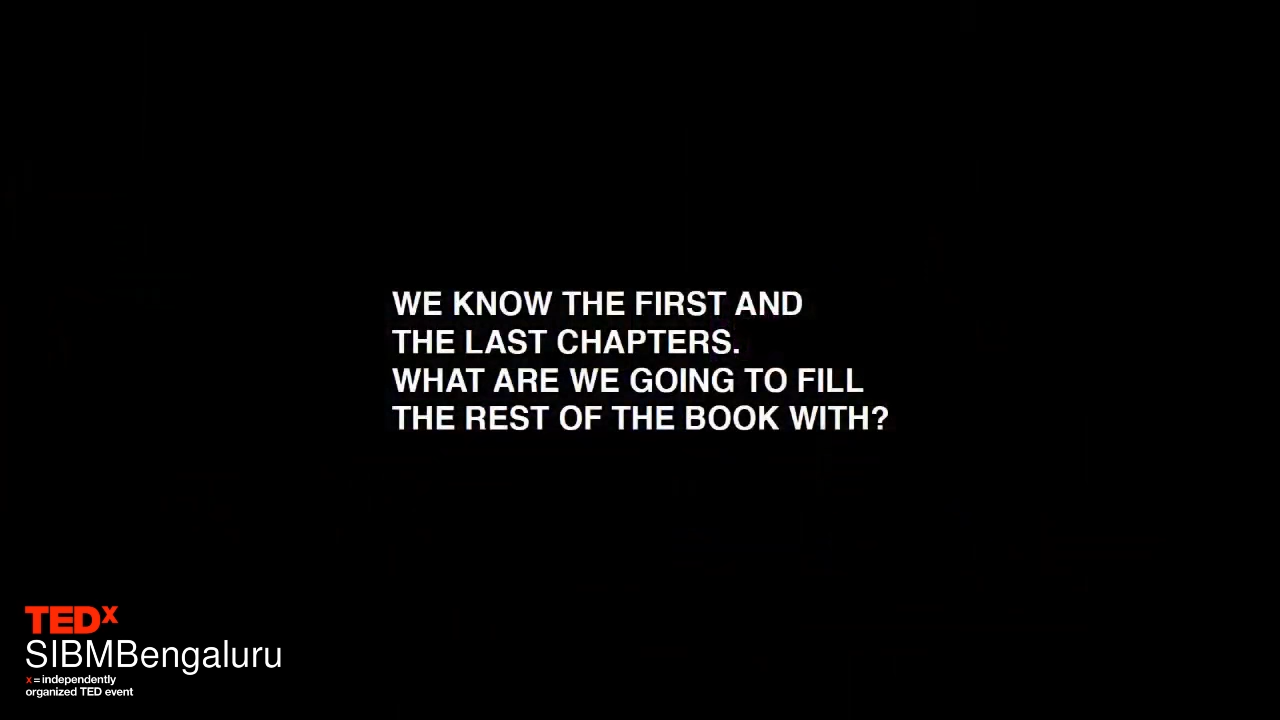 WE KNOW THE FIRST AND
THE LAST CHAPTERS.
WHAT ARE WE GOING TO FILL
THE REST OF THE BOOK WITH?
TEDx
SIBMBengaluru
x = independently
organized TED event